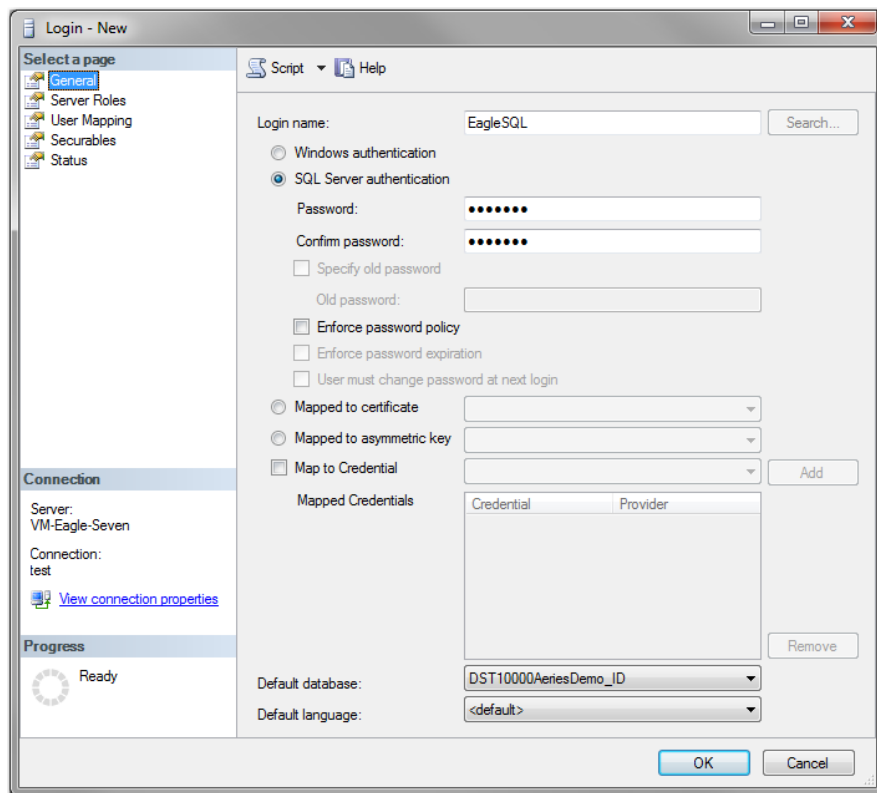 Login - New
Select a page
General
Server Roles
User Mapping
Securables
Status
Script Help
Login name: EagleSQL Search...
Windows authentication
SQL Server authentication
Password: •••••••
Confirm password: •••••••
Specify old password
Old password:
Enforce password policy
Enforce password expiration
User must change password at next login
Mapped to certificate
Mapped to asymmetric key
Map to Credential Add
Mapped Credentials Credential Provider
Remove
Default database: DST10000AeriesDemo_ID
Default language: <default>
Connection
Server:
VM-Eagle-Seven
Connection:
test
View connection properties
Progress
Ready
OK Cancel